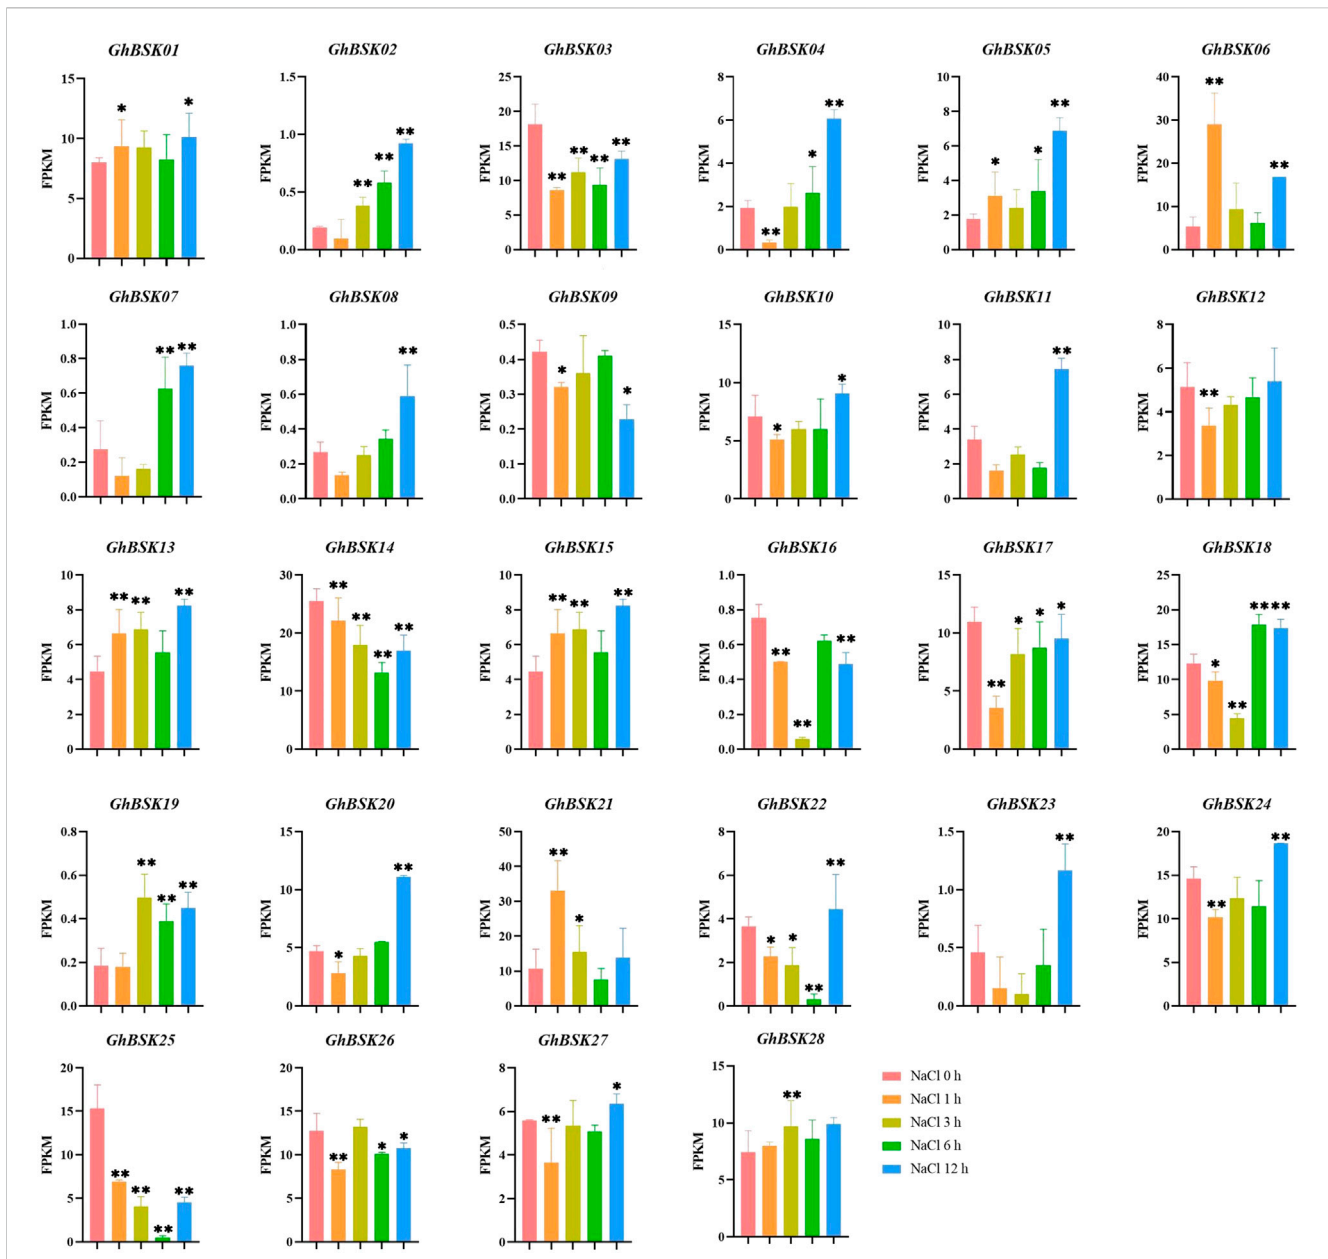 GhBSK01 GhBSK02 GhBSK03 GhBSK04 GhBSK05 GhBSK06
15 1.5 25 8 10 40
FPKM FPKM FPKM FPKM FPKM FPKM
* * ** ** ** ** ** ** ** ** ** * ** * * ** ** **
20 8
10 1.0 6 30
15 6
4 20
10 4
5 0.5
5 2 2 10
0 0.0 0 0 0 0
GhBSK07 GhBSK08 GhBSK09 GhBSK10 GhBSK11 GhBSK12
1.0 1.0 0.5 15 10 8
FPKM FPKM FPKM FPKM FPKM FPKM
** ** ** * * * * ** **
0.8 0.8 0.4 8
10 6
0.6 0.6 0.3 6
4
0.4 0.4 0.2 4
5
0.2 0.2 0.1 2 2
0.0 0.0 0.0 0 0 0
GhBSK13 GhBSK14 GhBSK15 GhBSK16 GhBSK17 GhBSK18
10 30 10 1.0 15 25
FPKM FPKM FPKM FPKM FPKM FPKM
** ** ** ** ** ** ** ** ** ** ** ** ** ** * * * * ** ** **
8 8 0.8 20
20 10
6 6 0.6 15
4 4 0.4 10
10 5
2 2 0.2 5
0 0 0 0.0 0 0
GhBSK19 GhBSK20 GhBSK21 GhBSK22 GhBSK23 GhBSK24
0.8 15 50 8 1.5 20
FPKM FPKM FPKM FPKM FPKM FPKM
** ** ** * ** ** * * * ** ** ** ** **
40
0.6 6 15
10 1.0
30
0.4 4 10
20
5 0.5
0.2 2 5
10
0.0 0 0 0 0.0 0
GhBSK25 GhBSK26 GhBSK27 GhBSK28
20 20 8 15
FPKM FPKM FPKM FPKM
** ** ** ** ** * * ** * **
15 15 6
10
10 10 4
5
5 5 2
0 0 0 0
NaCl 0 h
NaCl 1 h
NaCl 3 h
NaCl 6 h
NaCl 12 h